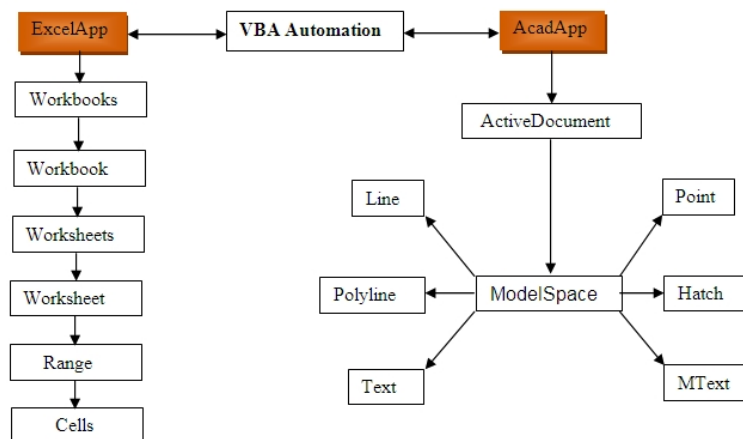 ExcelApp
VBA Automation
AcadApp
Workbooks
ActiveDocument
Workbook
Line
Point
Worksheets
Worksheet
Polyline
ModelSpace
Hatch
Range
Text
MText
Cells